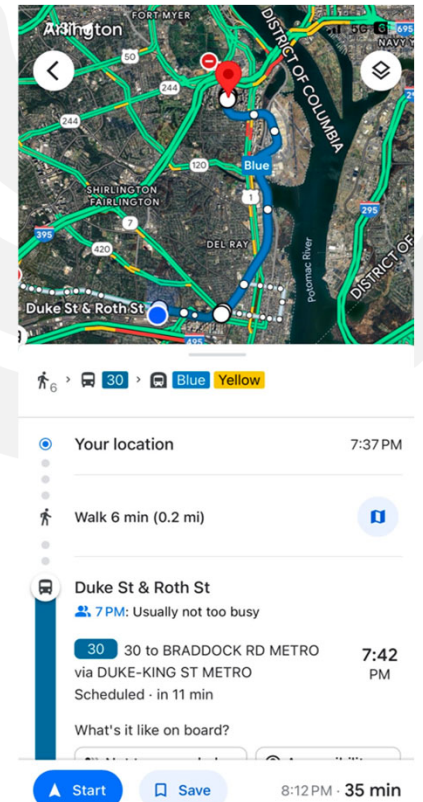 FORT MYER
Arlington
5G
695
NAVY Y
50
244
DISTRICT OF COLUMBIA
244
120
Blue
SHIRLINGTON
FAIRLINGTON
1
7
395
295
DEL RAY
420
Potomac River
DISTRICT OF
Duke St & Roth St
495
6 30 Blue Yellow
Your location 7:37 PM
Walk 6 min (0.2 mi)
Duke St & Roth St
7 PM: Usually not too busy
30 30 to BRADDOCK RD METRO 7:42
via DUKE-KING ST METRO PM
Scheduled · in 11 min
What's it like on board?
Start Save 8:12 PM · 35 min